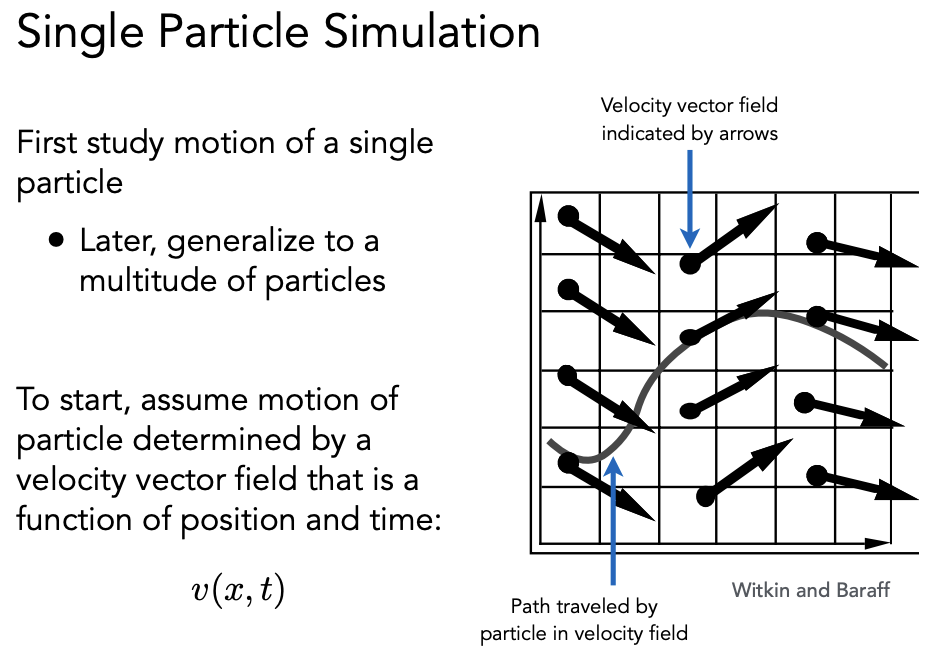 Single Particle Simulation
First study motion of a single
particle
● Later, generalize to a
multitude of particles
To start, assume motion of
particle determined by a
velocity vector field that is a
function of position and time:
v(x, t)
Velocity vector field
indicated by arrows
Witkin and Baraff
Path traveled by
particle in velocity field